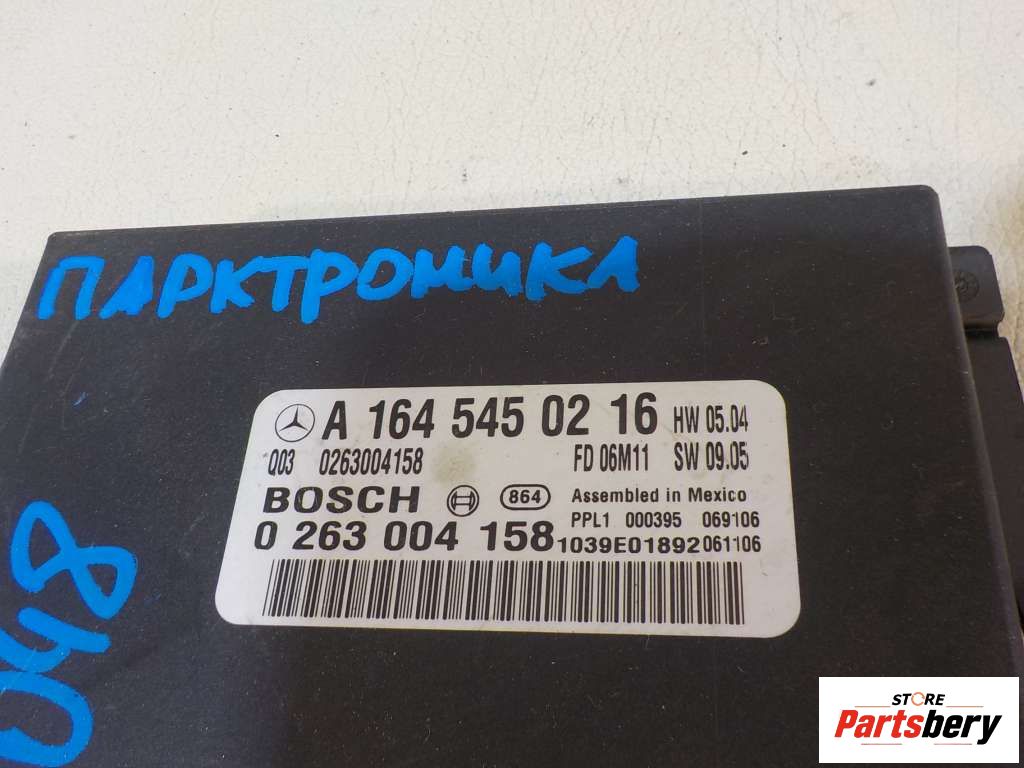 ПАРКТРОНИКА
A 164 545 02 16 HW 05.04
Q03 0263004158 FD 06M11 SW 09.05
BOSCH 864 Assembled in Mexico
PPL1 000395 069106
0 263 004 158 1039E01892 061106
048
STORE
Partsbery